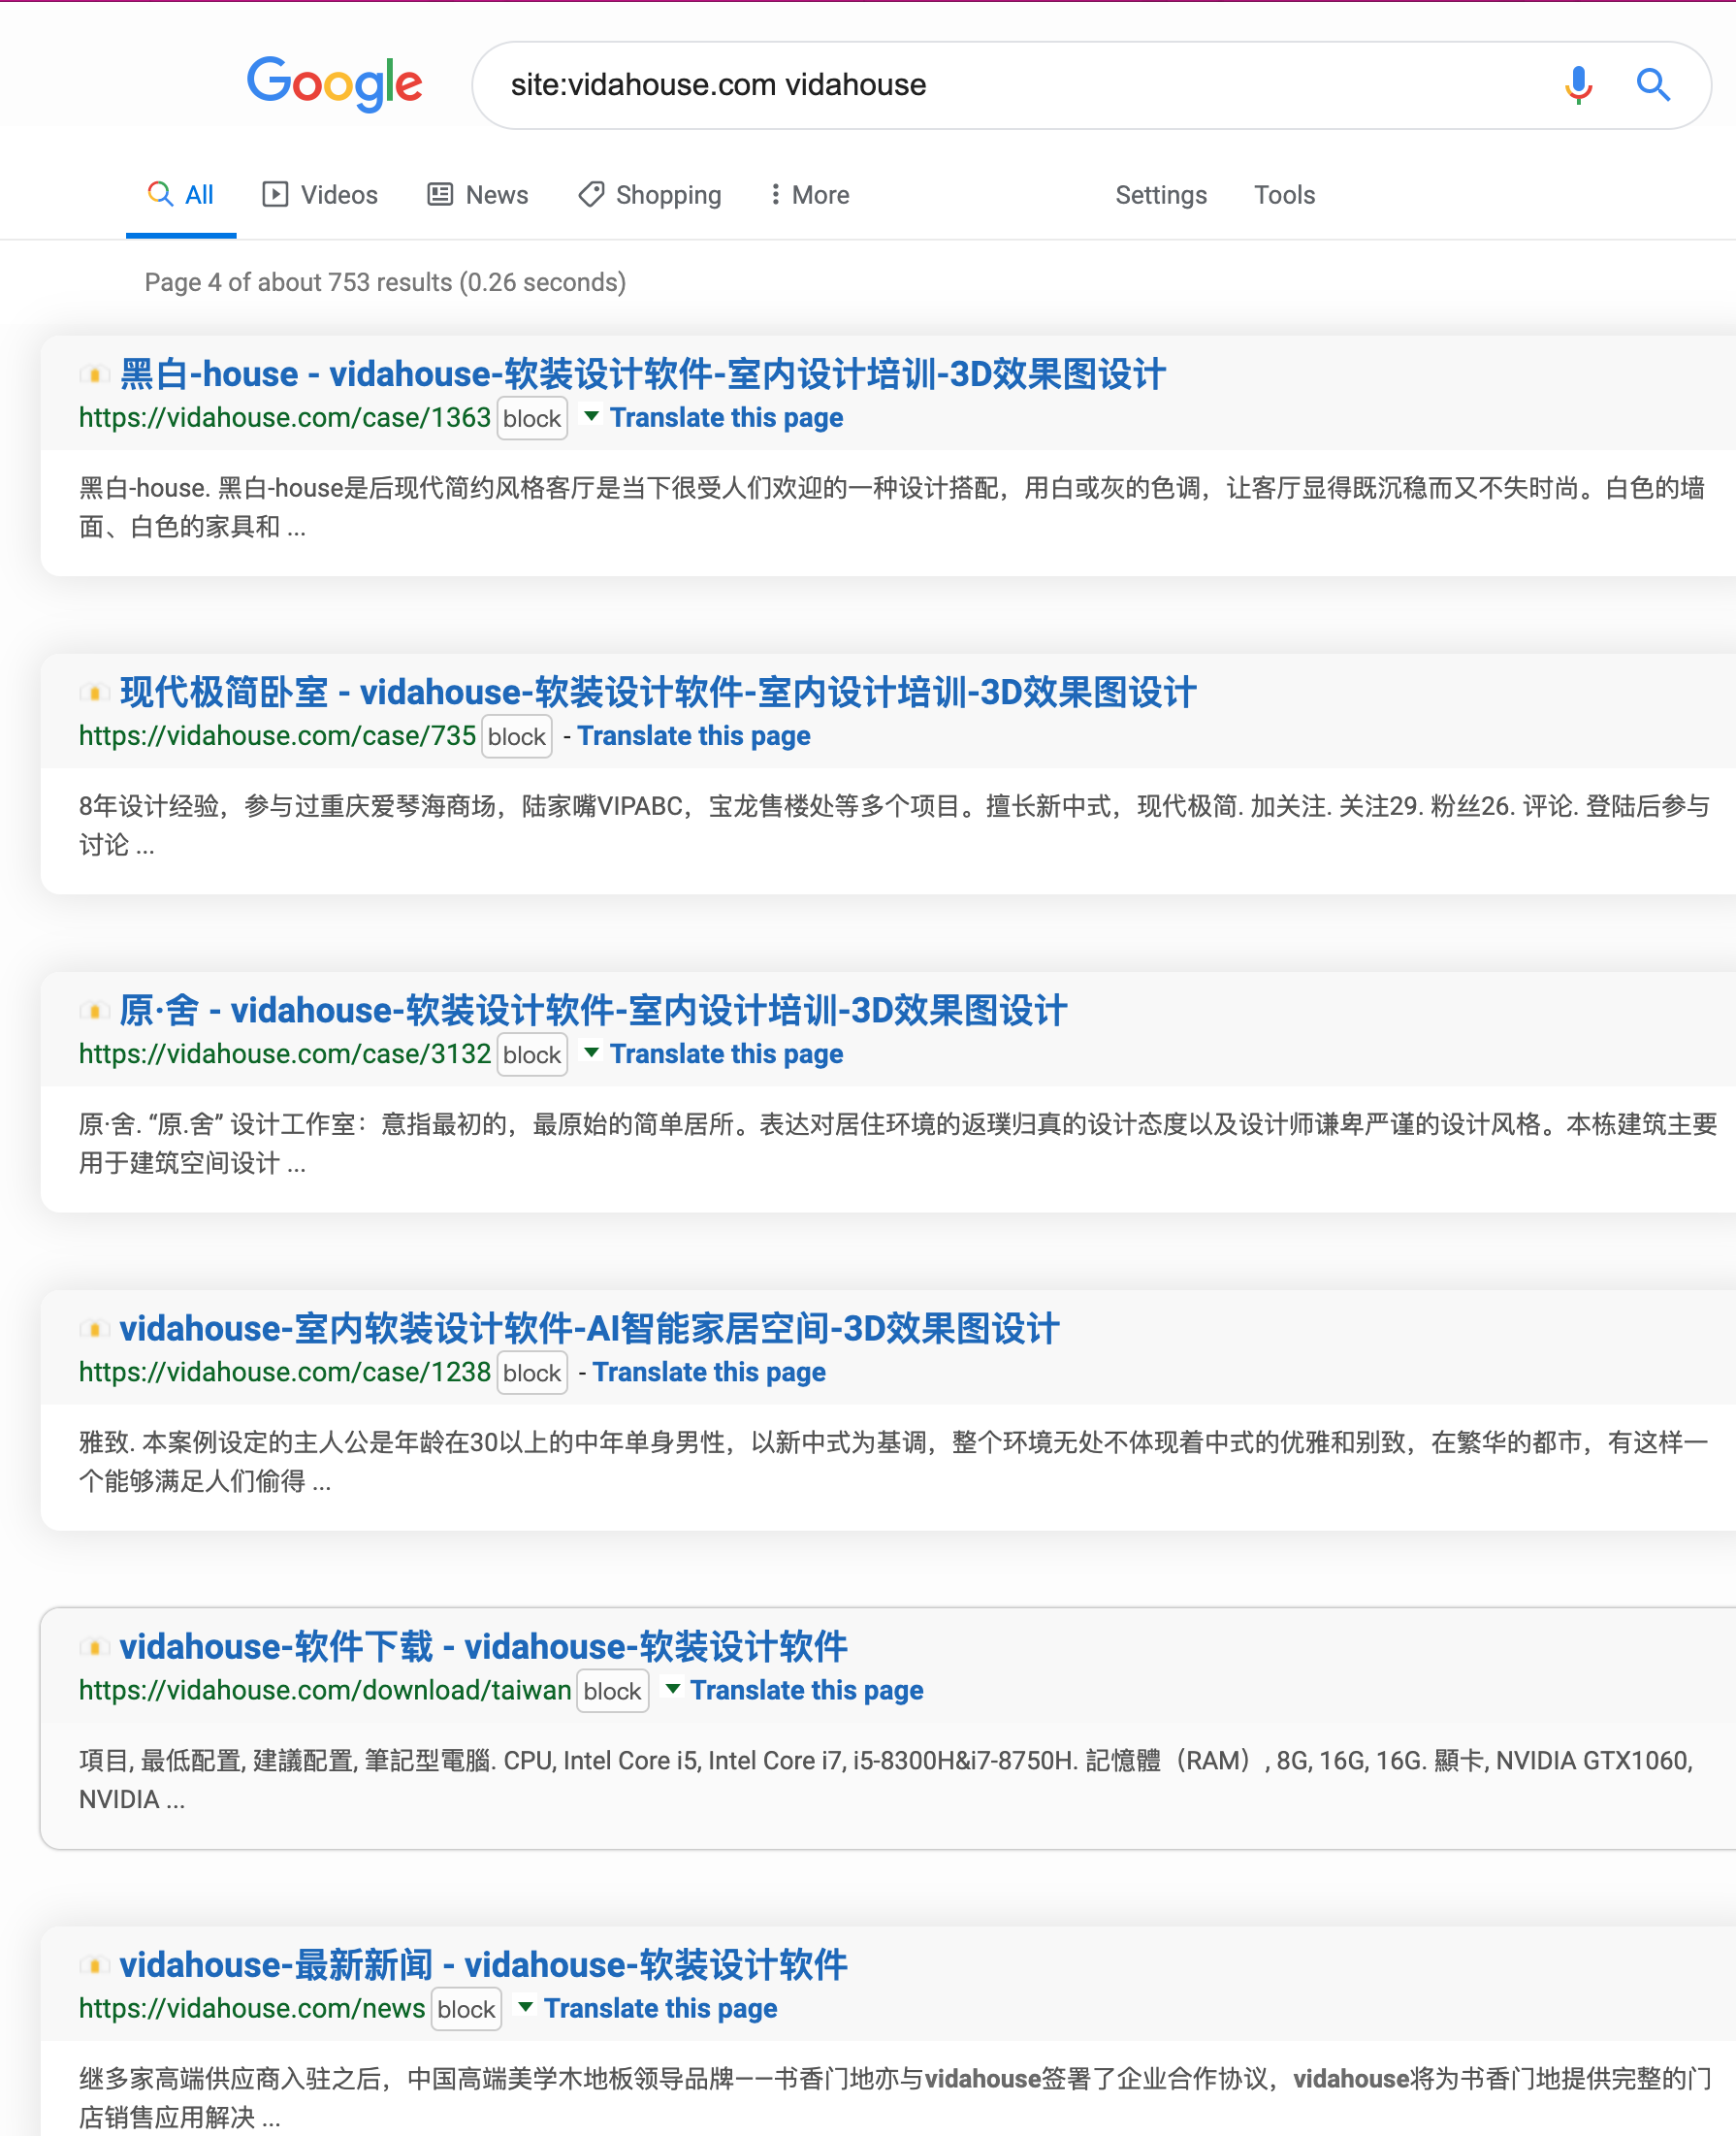 Google
site:vidahouse.com vidahouse
All Videos News Shopping More Settings Tools
Page 4 of about 753 results (0.26 seconds)
黑白-house - vidahouse-软装设计软件-室内设计培训-3D效果图设计
https://vidahouse.com/case/1363 block Translate this page
黑白-house. 黑白-house是后现代简约风格客厅是当下很受人们欢迎的一种设计搭配，用白或灰的色调，让客厅显得既沉稳而又不失时尚。白色的墙
面、白色的家具和 ...
现代极简卧室 - vidahouse-软装设计软件-室内设计培训-3D效果图设计
https://vidahouse.com/case/735 block - Translate this page
8年设计经验，参与过重庆爱琴海商场，陆家嘴VIPABC，宝龙售楼处等多个项目。擅长新中式，现代极简. 加关注. 关注29. 粉丝26. 评论. 登陆后参与
讨论 ...
原·舍 - vidahouse-软装设计软件-室内设计培训-3D效果图设计
https://vidahouse.com/case/3132 block Translate this page
原·舍. “原.舍” 设计工作室：意指最初的，最原始的简单居所。表达对居住环境的返璞归真的设计态度以及设计师谦卑严谨的设计风格。本栋建筑主要
用于建筑空间设计 ...
vidahouse-室内软装设计软件-AI智能家居空间-3D效果图设计
https://vidahouse.com/case/1238 block - Translate this page
雅致. 本案例设定的主人公是年龄在30以上的中年单身男性，以新中式为基调，整个环境无处不体现着中式的优雅和别致，在繁华的都市，有这样一
个能够满足人们偷得 ...
vidahouse-软件下载 - vidahouse-软装设计软件
https://vidahouse.com/download/taiwan block Translate this page
項目, 最低配置, 建議配置, 筆記型電腦. CPU, Intel Core i5, Intel Core i7, i5-8300H&i7-8750H. 記憶體（RAM）, 8G, 16G, 16G. 顯卡, NVIDIA GTX1060,
NVIDIA ...
vidahouse-最新新闻 - vidahouse-软装设计软件
https://vidahouse.com/news block Translate this page
继多家高端供应商入驻之后，中国高端美学木地板领导品牌——书香门地亦与vidahouse签署了企业合作协议，vidahouse将为书香门地提供完整的门
店销售应用解决 ...